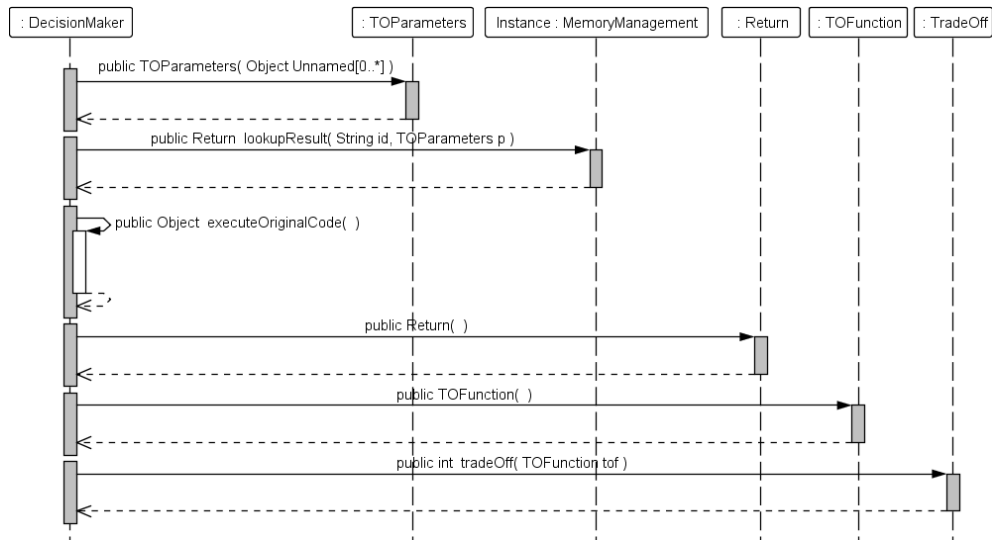 : DecisionMaker
: TOParameters
Instance : MemoryManagement
: Return
: TOFunction
: TradeOff
public TOParameters( Object Unnamed[0..*] )
public Return lookupResult( String id, TOParameters p )
public Object executeOriginalCode( )
public Return( )
public TOFunction( )
public int tradeOff( TOFunction tof )